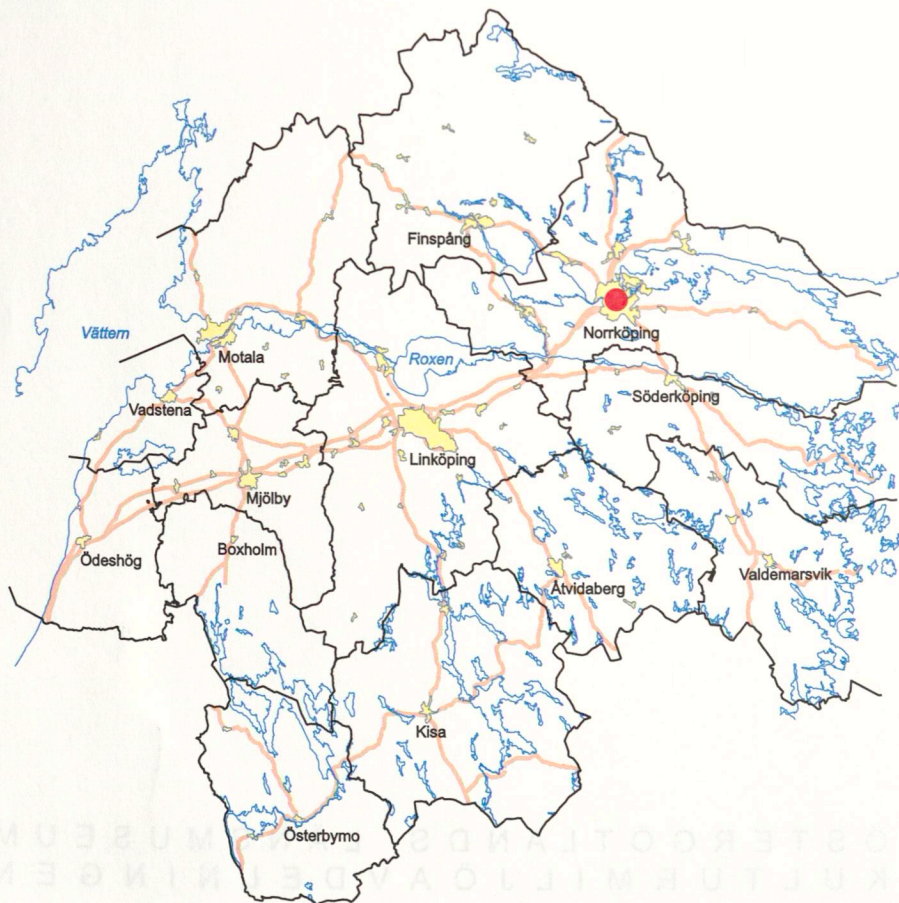 Finspång
Norrköping
Vättern
Motala
Roxen
Söderköping
Vadstena
Linköping
Mjölby
Boxholm
Ödeshög
Åtvidaberg
Valdemarsvik
Kisa
Österbymo
ÖSTERGÖTLANDS LÄNSMUSEUM
KULTURMILJÖAVDELNINGEN